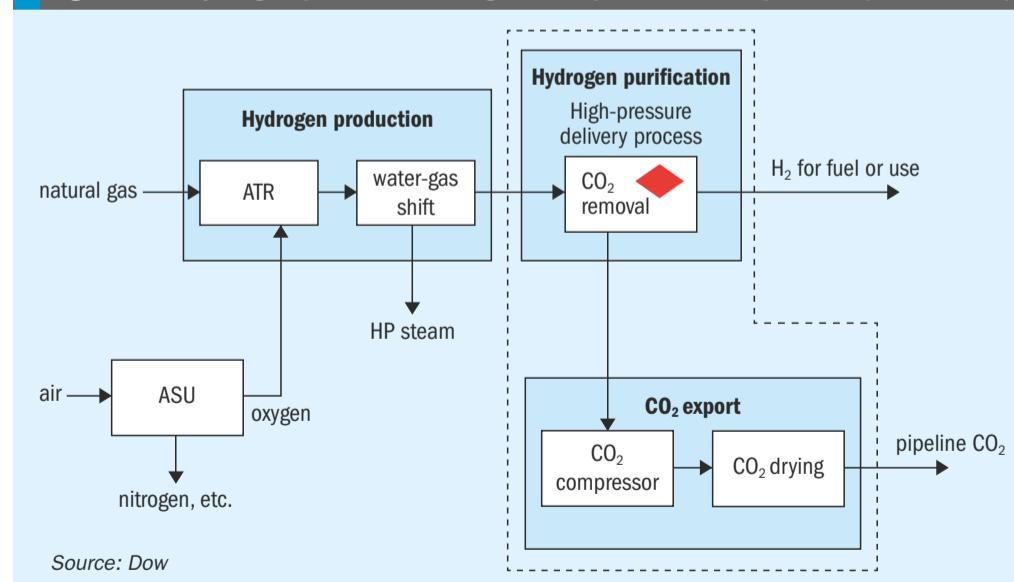 Hydrogen purification
High-pressure
delivery process
Hydrogen production
natural gas
ATR
water-gas
shift
CO₂
removal
H₂ for fuel or use
HP steam
air
ASU
oxygen
nitrogen, etc.
CO₂ export
CO₂
compressor
CO₂ drying
pipeline CO₂
Source: Dow